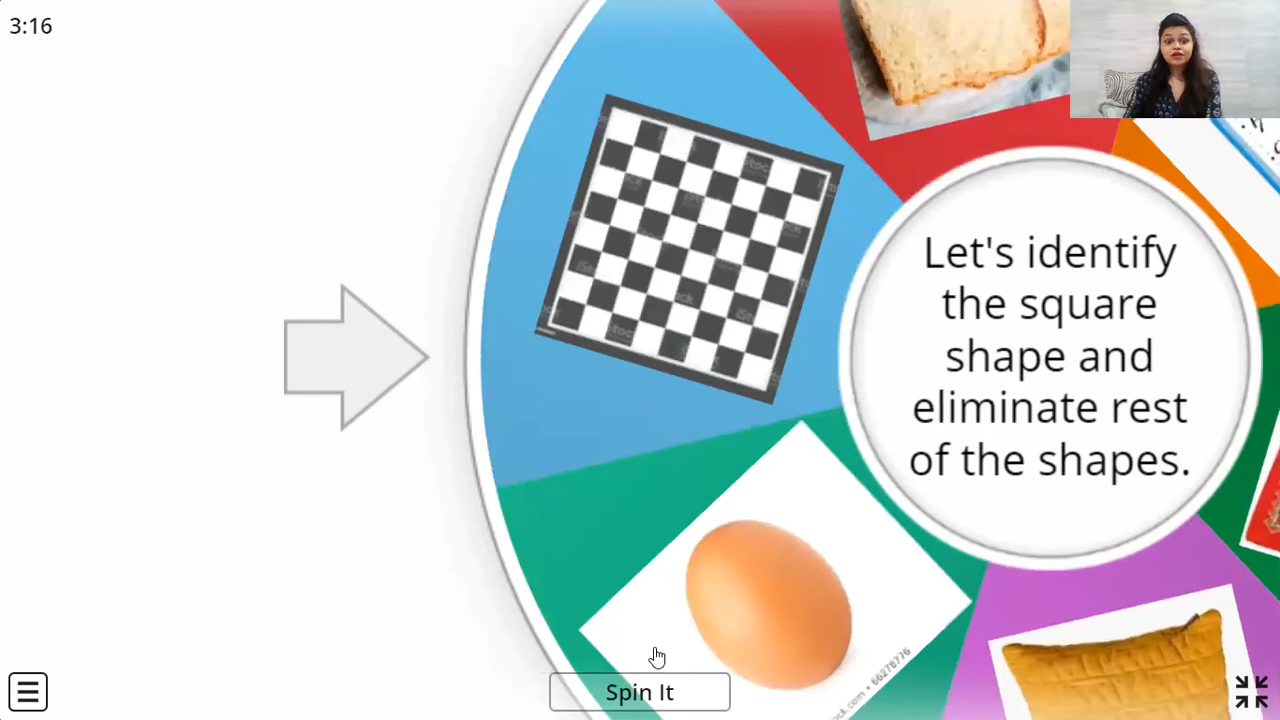 3:16
Let's identify
the square
shape and
eliminate rest
of the shapes.
Spin It